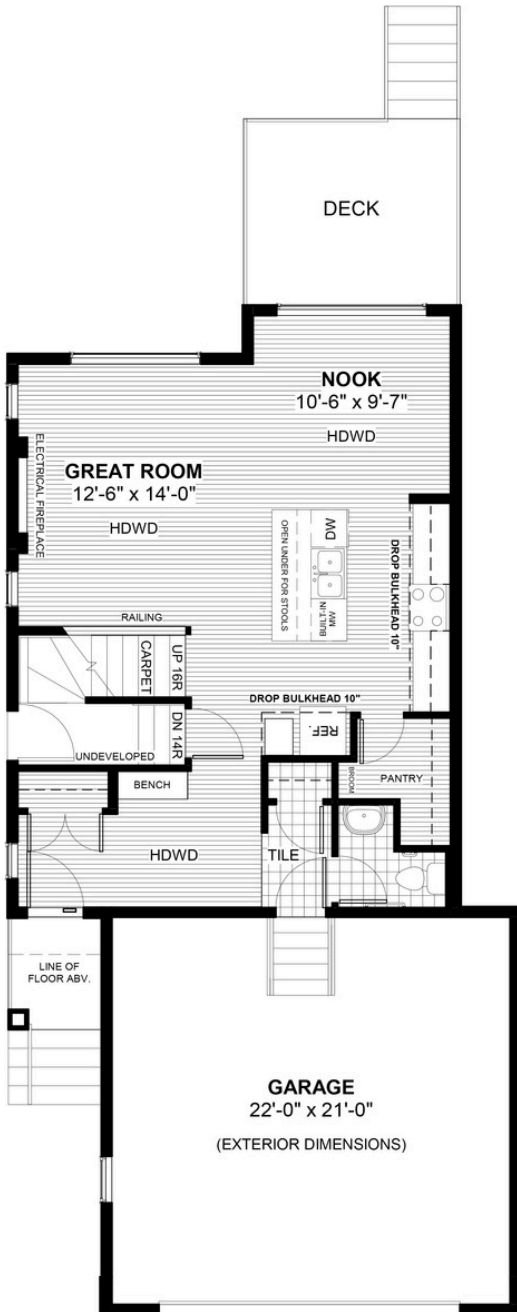 DECK
NOOK
10'-6" x 9'-7"
HDWD
ELECTRICAL FIREPLACE
GREAT ROOM
12'-6" x 14'-0"
HDWD
OPEN UNDER FOR STOOLS
DW
MW
BUILT-IN
DROP BULKHEAD 10"
RAILING
CARPET
UP 16R
DROP BULKHEAD 10"
DN 14R
UNDEVELOPED
REF.
BENCH
BROOM
PANTRY
HDWD
TILE
LINE OF
FLOOR ABV.
GARAGE
22'-0" x 21'-0"
(EXTERIOR DIMENSIONS)